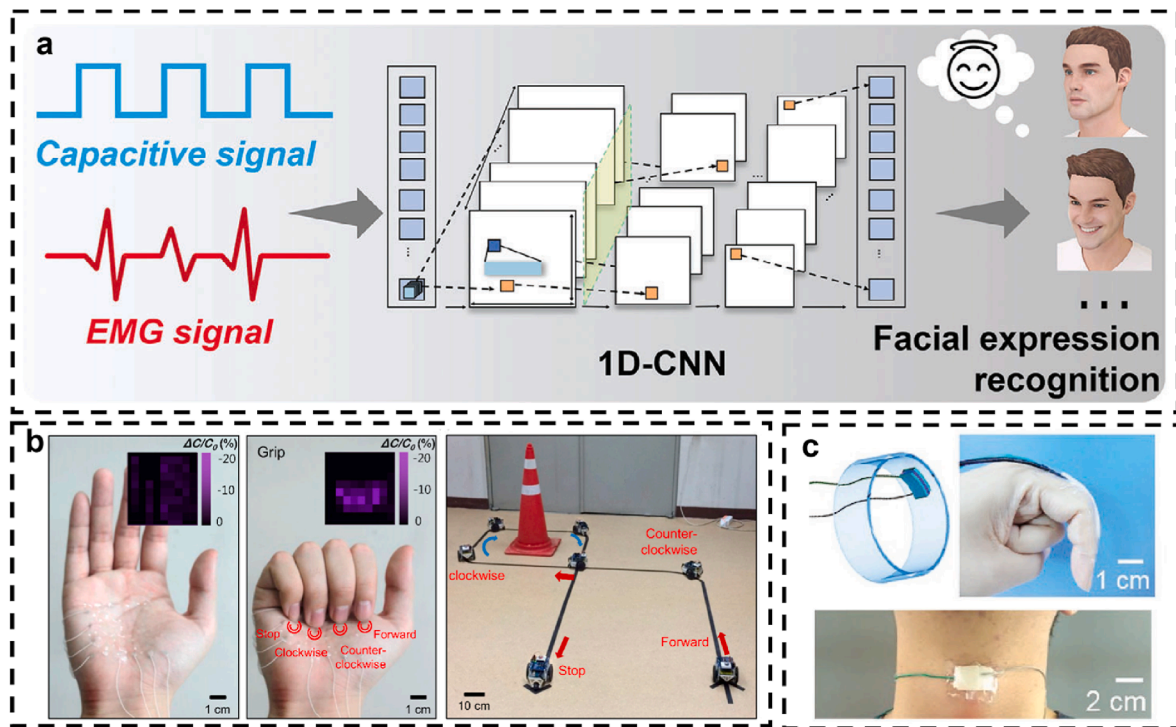 a
Capacitive signal
EMG signal
1D-CNN
Facial expression
recognition
b
ΔC/C₀ (%)
-20
-10
0
1 cm
Grip
ΔC/C₀ (%)
-20
-10
0
Stop
Clockwise
Counter-
clockwise
Forward
1 cm
Counter-
clockwise
clockwise
Forward
Stop
10 cm
c
1 cm
2 cm